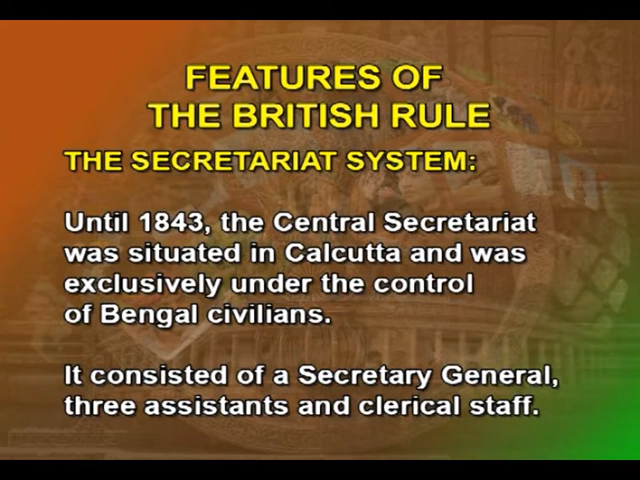 FEATURES OF
THE BRITISH RULE
THE SECRETARIAT SYSTEM:
Until 1843, the Central Secretariat
was situated in Calcutta and was
exclusively under the control
of Bengal civilians.
It consisted of a Secretary General,
three assistants and clerical staff.